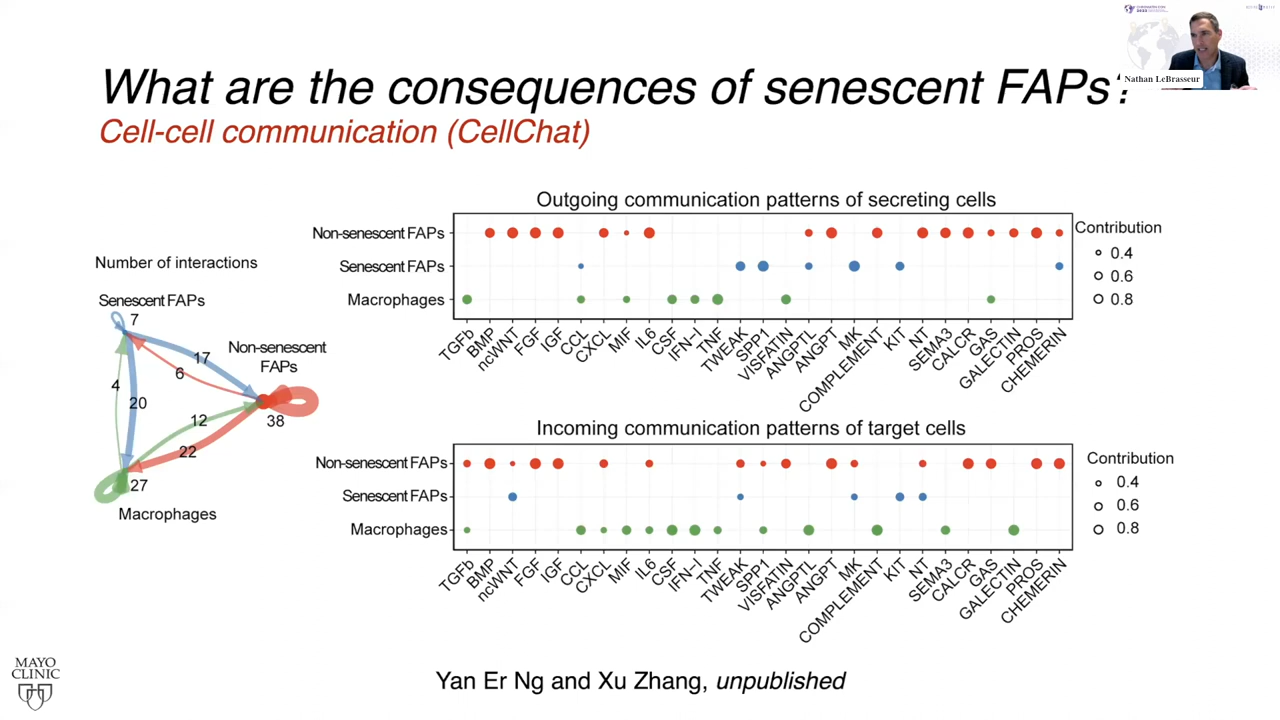 What are the consequences of senescent FAPs?
Nathan LeBrasseur
Cell-cell communication (CellChat)
Number of interactions
Senescent FAPs
7
17
Non-senescent
FAPs
6
4
20
38
12
22
27
Macrophages
Outgoing communication patterns of secreting cells
Non-senescent FAPs
Senescent FAPs
Macrophages
TGFb
BMP
ncWNT
FGF
IGF
CCL
CXCL
MIF
IL6
CSF
IFN-I
TNF
TWEAK
SPP1
VISFATIN
ANGPTL
ANGPT
MK
COMPLEMENT
KIT
NT
SEMA3
CALCR
GAS
GALECTIN
PROS
CHEMERIN
Contribution
0.4
0.6
0.8
Incoming communication patterns of target cells
Non-senescent FAPs
Senescent FAPs
Macrophages
TGFb
BMP
ncWNT
FGF
IGF
CCL
CXCL
MIF
IL6
CSF
IFN-I
TNF
TWEAK
SPP1
VISFATIN
ANGPTL
ANGPT
MK
COMPLEMENT
KIT
NT
SEMA3
CALCR
GAS
GALECTIN
PROS
CHEMERIN
Contribution
0.4
0.6
0.8
MAYO
CLINIC
Yan Er Ng and Xu Zhang, unpublished